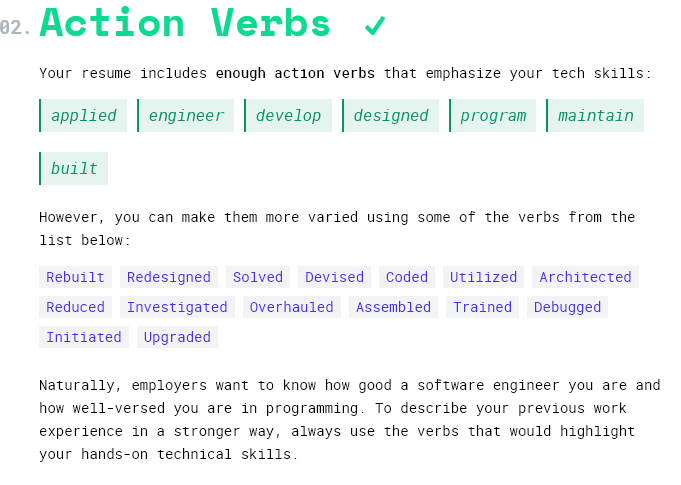 02. Action Verbs ✓
Your resume includes enough action verbs that emphasize your tech skills:
applied engineer develop designed program maintain
built
However, you can make them more varied using some of the verbs from the
list below:
Rebuilt Redesigned Solved Devised Coded Utilized Architected
Reduced Investigated Overhauled Assembled Trained Debugged
Initiated Upgraded
Naturally, employers want to know how good a software engineer you are and
how well-versed you are in programming. To describe your previous work
experience in a stronger way, always use the verbs that would highlight
your hands-on technical skills.